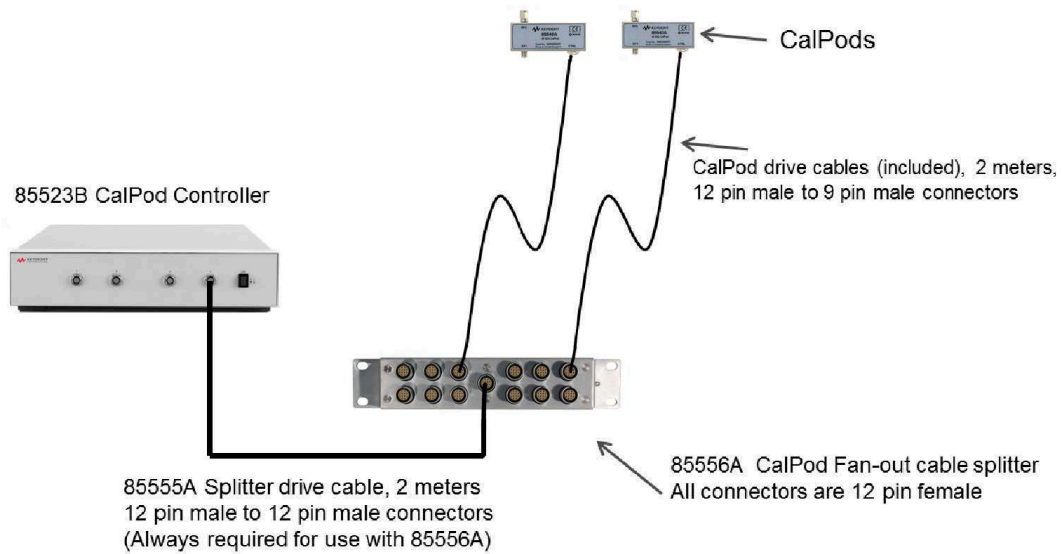 CalPods
CalPod drive cables (included), 2 meters,
12 pin male to 9 pin male connectors
85523B CalPod Controller
KEYSIGHT
85556A CalPod Fan-out cable splitter
All connectors are 12 pin female
85555A Splitter drive cable, 2 meters
12 pin male to 12 pin male connectors
(Always required for use with 85556A)